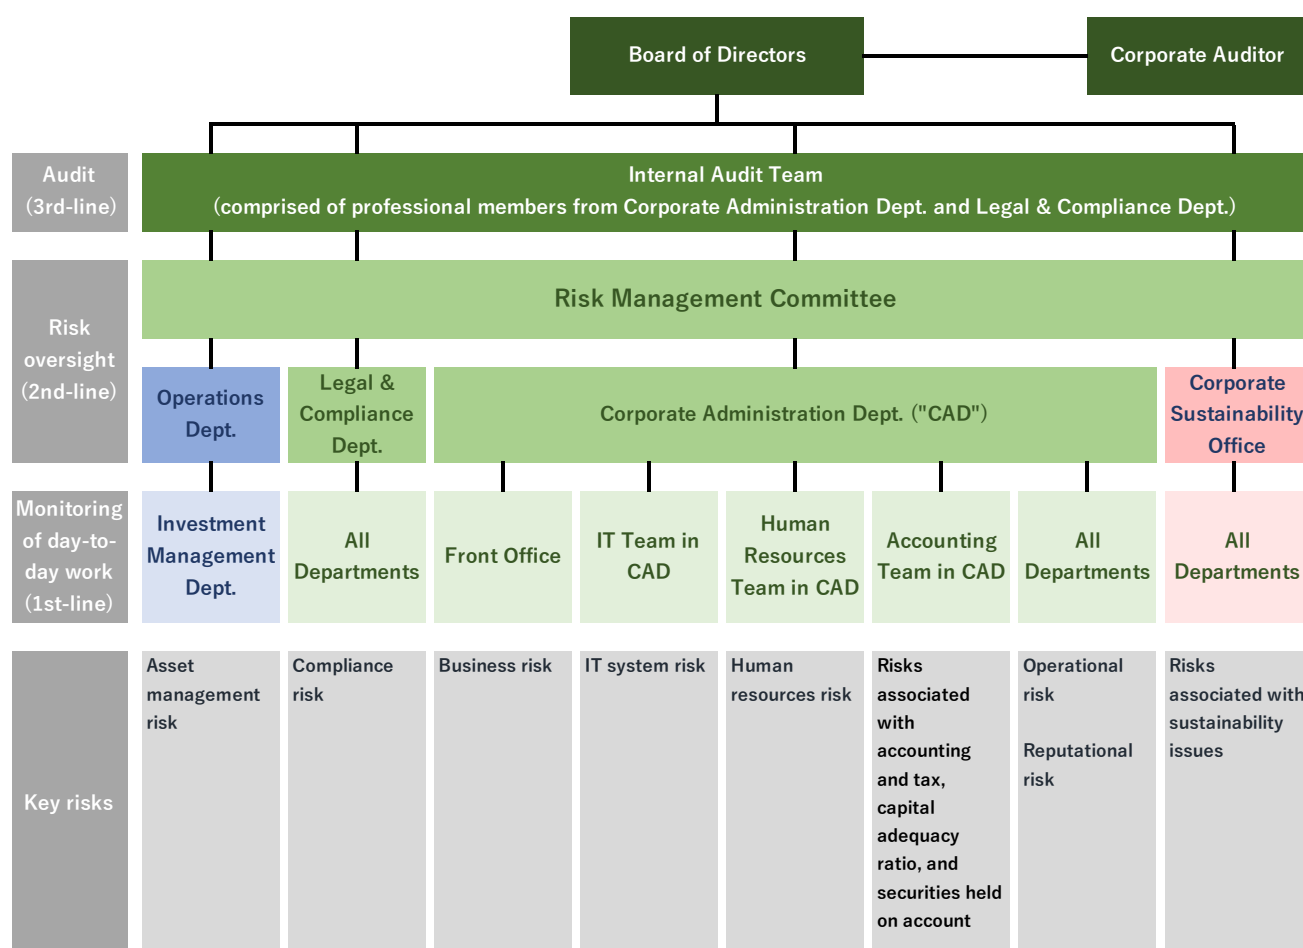 Board of Directors
Corporate Auditor
Audit
(3rd-line)
Internal Audit Team
(comprised of professional members from Corporate Administration Dept. and Legal & Compliance Dept.)
Risk
oversight
(2nd-line)
Risk Management Committee
Operations
Dept.
Legal &
Compliance
Dept.
Corporate Administration Dept. ("CAD")
Corporate
Sustainability
Office
Monitoring
of day-to-
day work
(1st-line)
Investment
Management
Dept.
All
Departments
Front Office
IT Team in
CAD
Human
Resources
Team in CAD
Accounting
Team in CAD
All
Departments
All
Departments
Key risks
Asset
management
risk
Compliance
risk
Business risk
IT system risk
Human
resources risk
Risks
associated
with
accounting
and tax,
capital
adequacy
ratio, and
securities held
on account
Operational
risk
Reputational
risk
Risks
associated with
sustainability
issues